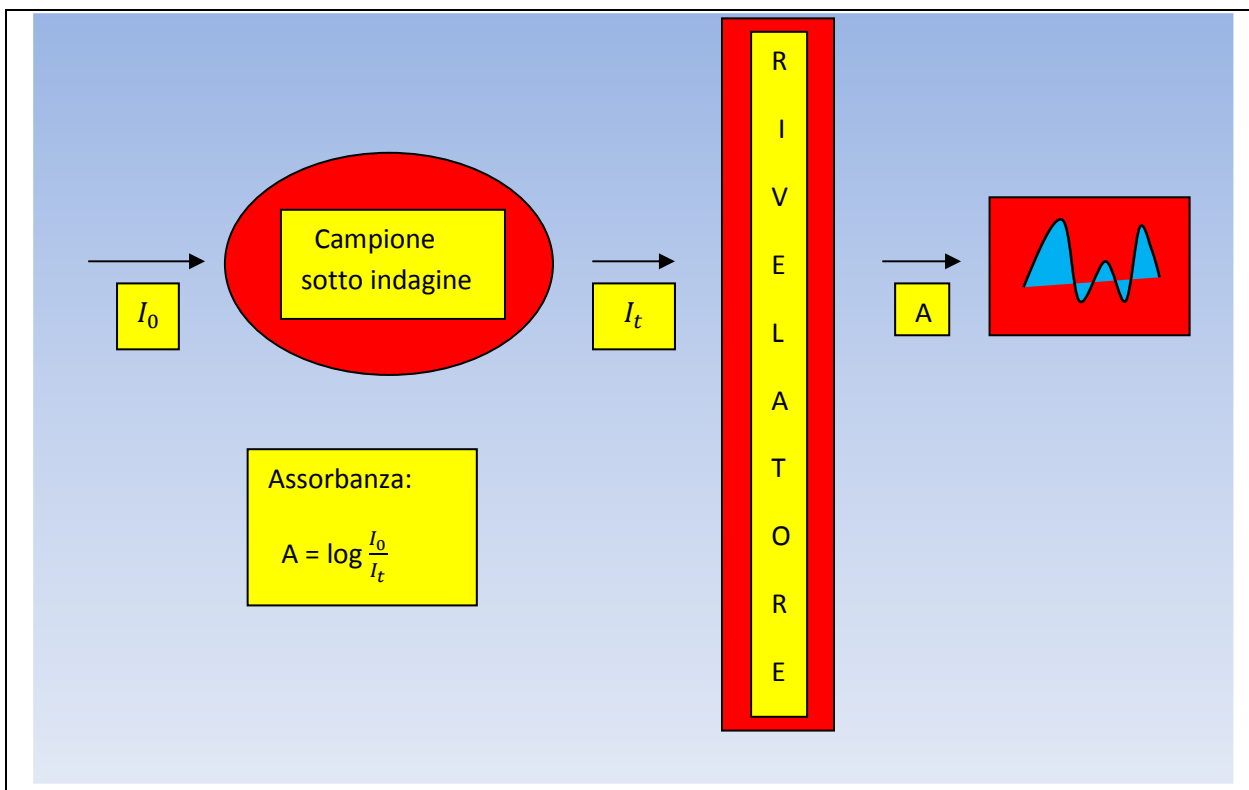 Campione
sotto indagine
I₀
Iₜ
R
I
V
E
L
A
T
O
R
E
A
Assorbanza:
A = log I₀/Iₜ